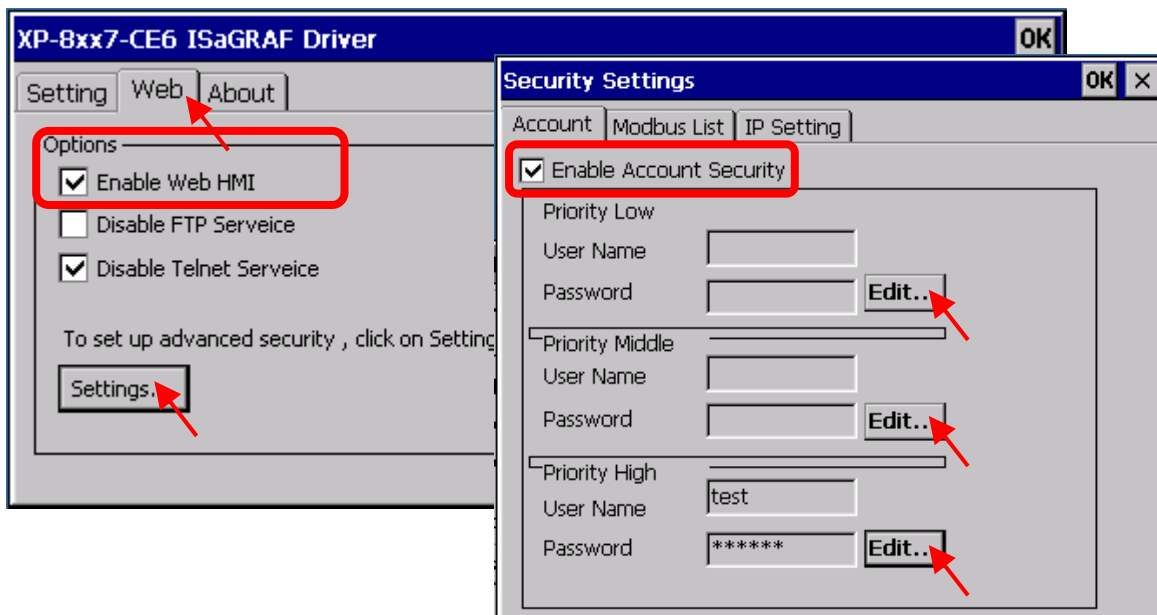 XP-8xx7-CE6 ISaGRAF Driver OK
Setting Web About
Options
Enable Web HMI
Disable FTP Serveice
Disable Telnet Serveice
To set up advanced security , click on Setting
Settings..
Security Settings OK ×
Account Modbus List IP Setting
Enable Account Security
Priority Low
User Name
Password Edit...
Priority Middle
User Name
Password Edit...
Priority High
User Name test
Password ****** Edit...